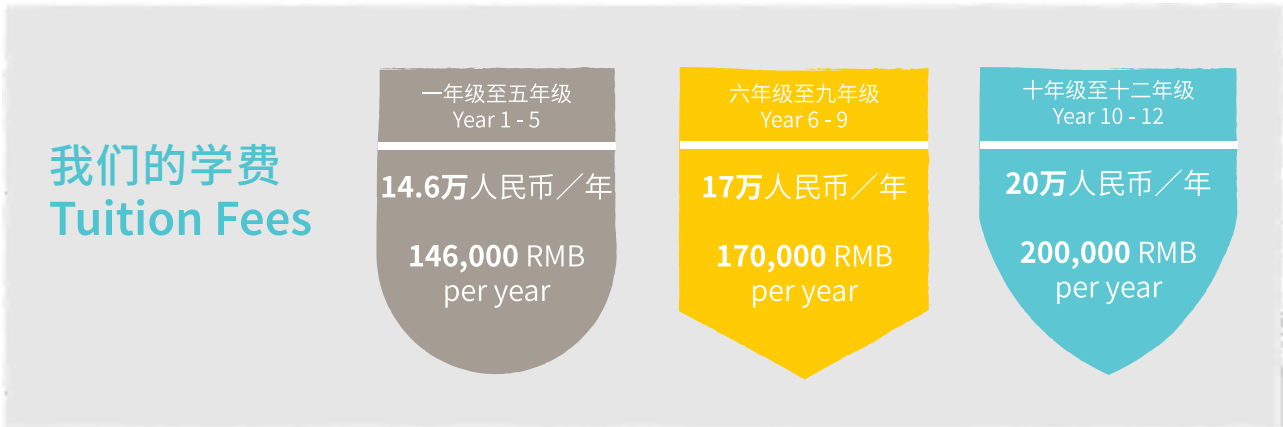 我们的学费
Tuition Fees
一年级至五年级
Year 1 - 5
14.6万人民币／年
146,000 RMB
per year
六年级至九年级
Year 6 - 9
17万人民币／年
170,000 RMB
per year
十年级至十二年级
Year 10 - 12
20万人民币／年
200,000 RMB
per year